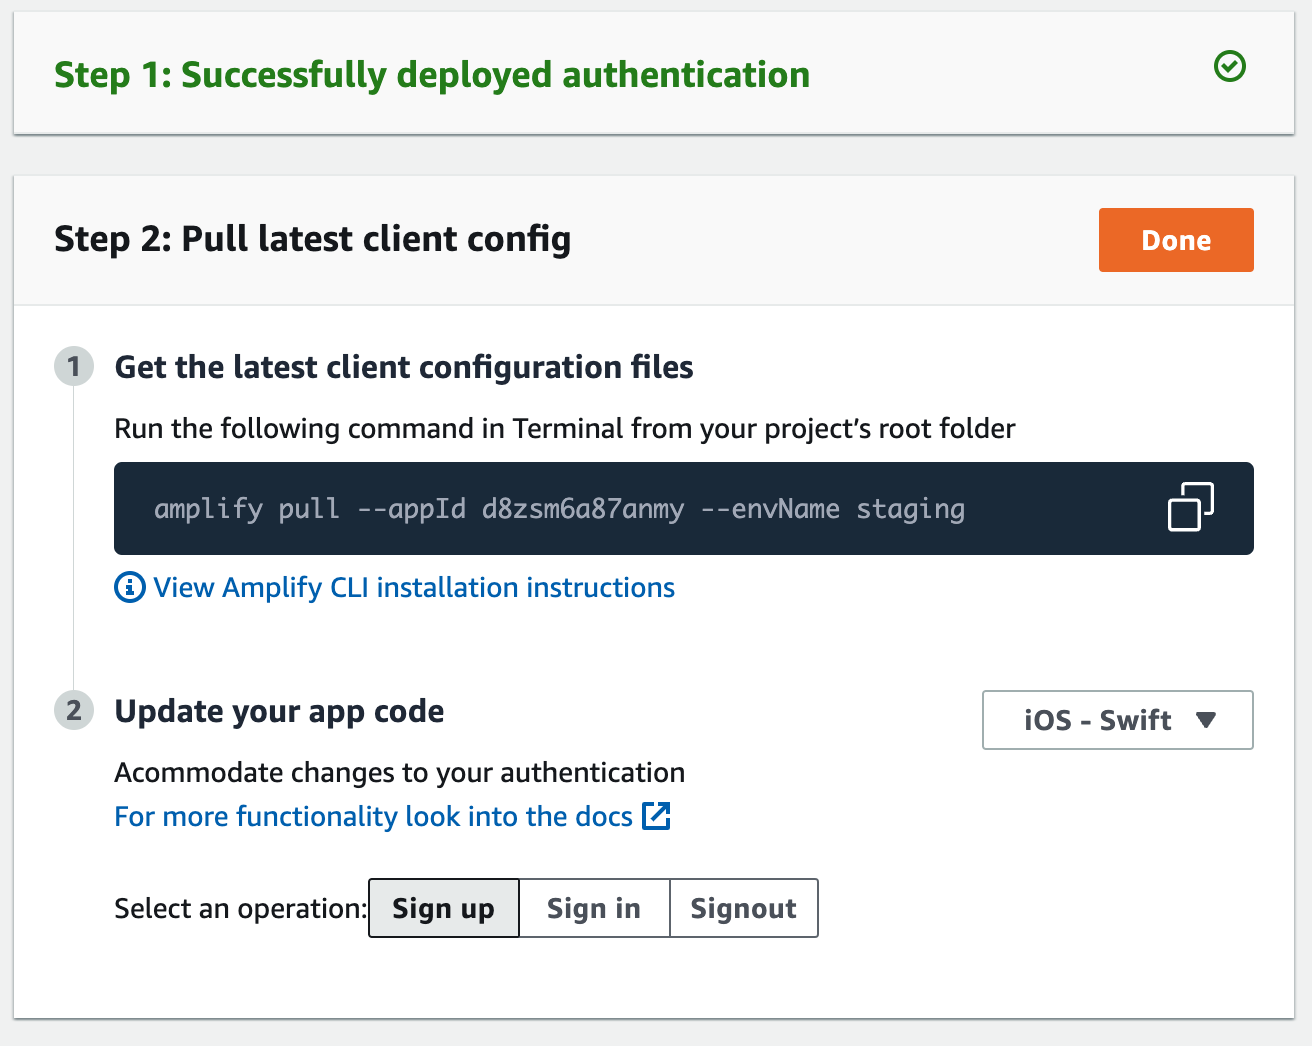 Step 1: Successfully deployed authentication
Step 2: Pull latest client config
Done
1
Get the latest client configuration files
Run the following command in Terminal from your project's root folder
amplify pull --appId d8zsm6a87anmy --envName staging
View Amplify CLI installation instructions
2
Update your app code
iOS - Swift
Acommodate changes to your authentication
For more functionality look into the docs
Select an operation: Sign up Sign in Signout